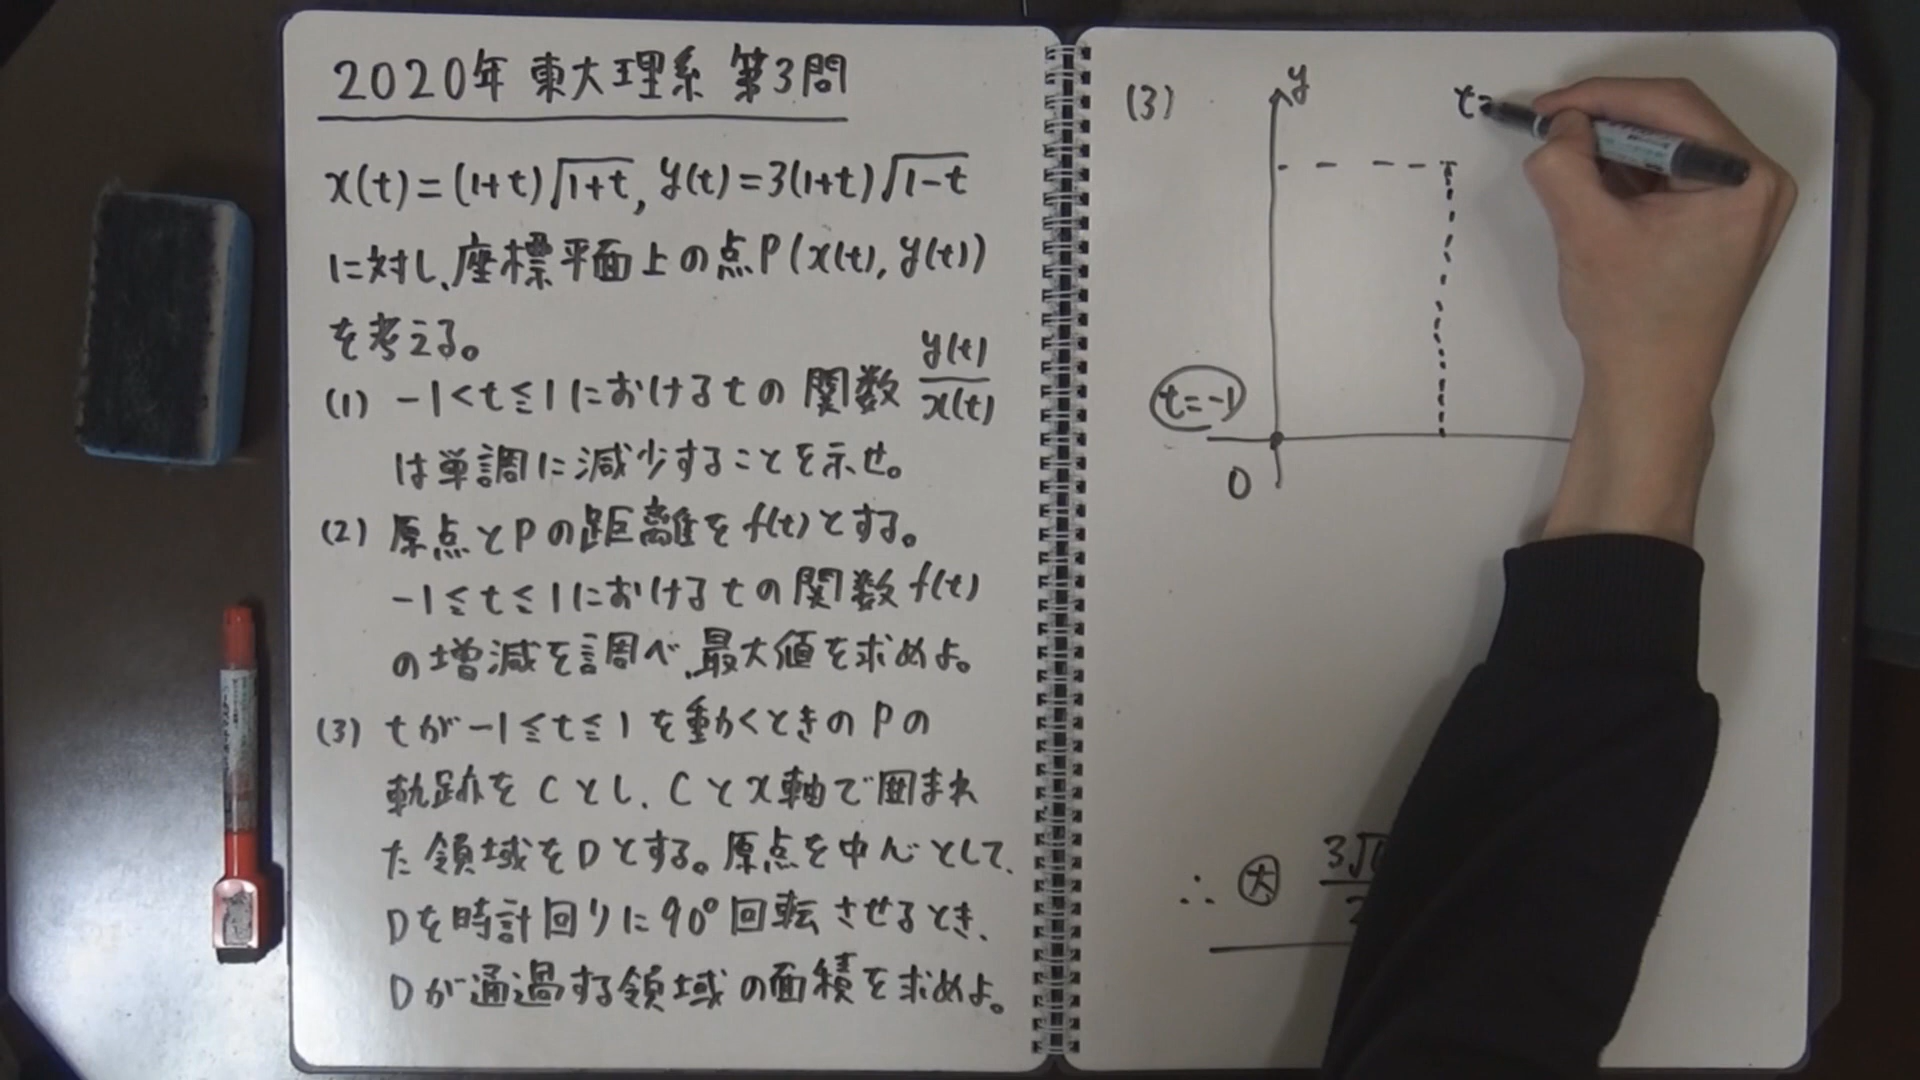 2020年 東大理系 第3問
x(t)=(1+t)√1+t, y(t)=3(1+t)√1-t
に対し、座標平面上の点P(x(t), y(t))
を考える。
(1) -1<t≦1における tの関数 y(t)/x(t)
は単調に減少することを示せ。
(2) 原点とPの距離をf(t)とする。
-1≦t≦1における tの関数f(t)
の増減を調べ、最大値を求めよ。
(3) tが-1≦t≦1を動くときのPの
軌跡をCとし、Cとx軸で囲まれ
た領域をDとする。原点を中心として、
Dを時計回りに90°回転させるとき、
Dが通過する領域の面積を求めよ。
(3)
y
t=
t=-1
O
∴ 大 3√
2